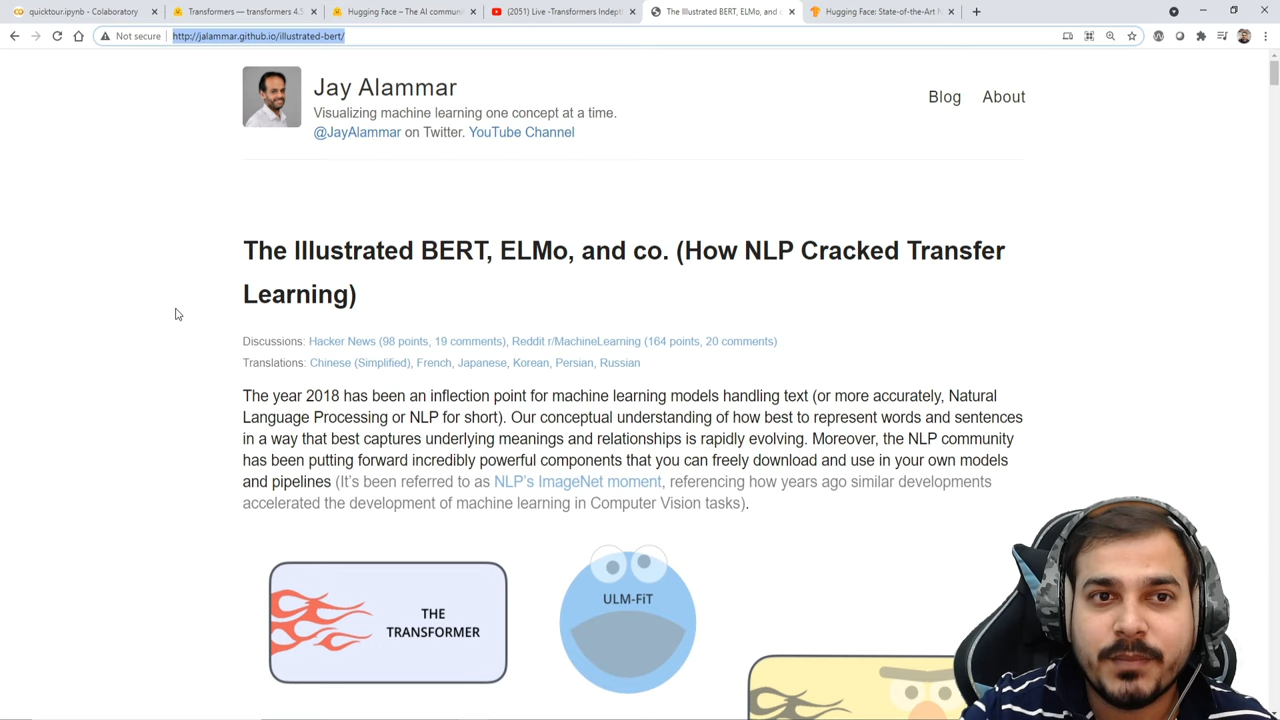 quicktour.ipynb - Colaboratory
Transformers — transformers 4.5
Hugging Face – The AI communi
(2051) Live -Transformers Indept
The Illustrated BERT, ELMo, and c
Hugging Face: State-of-the-Art N
Not secure
http://jalammar.github.io/illustrated-bert/
Jay Alammar
Visualizing machine learning one concept at a time.
@JayAlammar on Twitter. YouTube Channel
Blog
About
The Illustrated BERT, ELMo, and co. (How NLP Cracked Transfer
Learning)
Discussions: Hacker News (98 points, 19 comments), Reddit r/MachineLearning (164 points, 20 comments)
Translations: Chinese (Simplified), French, Japanese, Korean, Persian, Russian
The year 2018 has been an inflection point for machine learning models handling text (or more accurately, Natural
Language Processing or NLP for short). Our conceptual understanding of how best to represent words and sentences
in a way that best captures underlying meanings and relationships is rapidly evolving. Moreover, the NLP community
has been putting forward incredibly powerful components that you can freely download and use in your own models
and pipelines (It's been referred to as NLP's ImageNet moment, referencing how years ago similar developments
accelerated the development of machine learning in Computer Vision tasks).
THE
TRANSFORMER
ULM-FiT